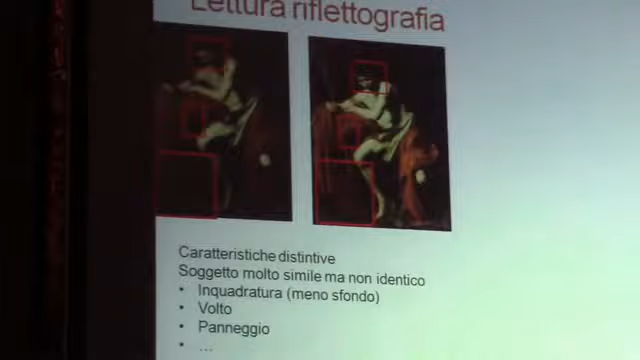 Lettura riflettografia
Caratteristiche distintive
Soggetto molto simile ma non identico
• Inquadratura (meno sfondo)
• Volto
• Panneggio
• ...